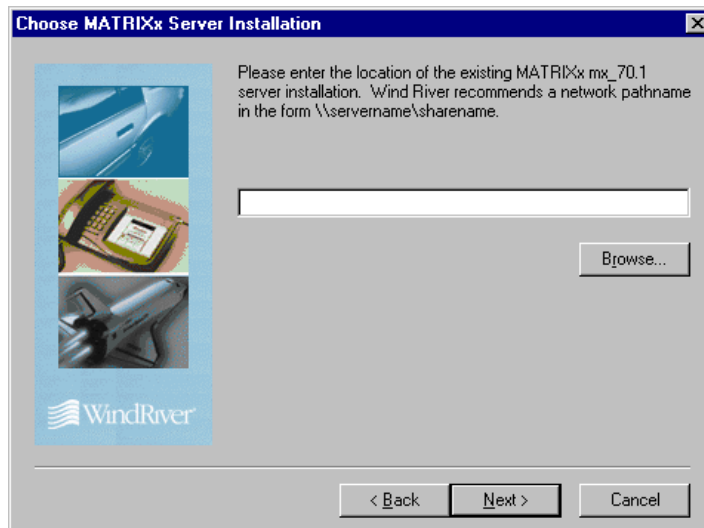 Choose MATRIXx Server Installation
Please enter the location of the existing MATRIXx mx_70.1
server installation.  Wind River recommends a network pathname
in the form \\servername\sharename.
Browse...
WindRiver
< Back
Next >
Cancel